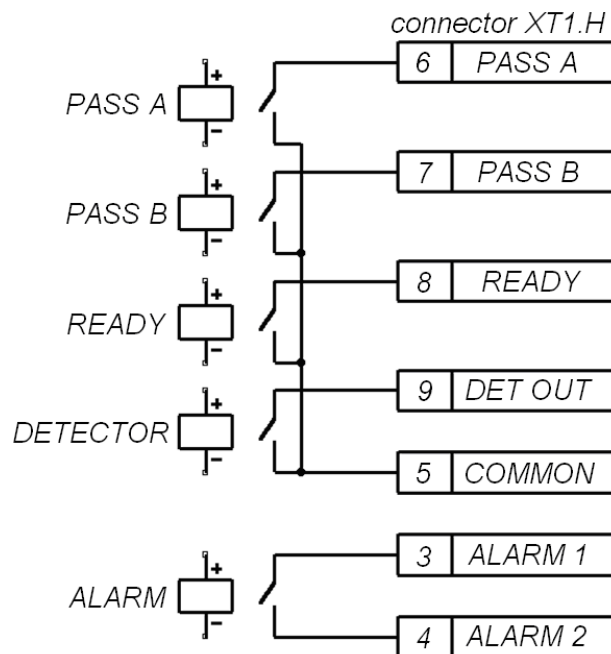 connector XT1.H
6 PASS A
+
PASS A
–
7 PASS B
+
PASS B
–
8 READY
+
READY
–
9 DET OUT
+
DETECTOR
–
5 COMMON
3 ALARM 1
+
ALARM
–
4 ALARM 2